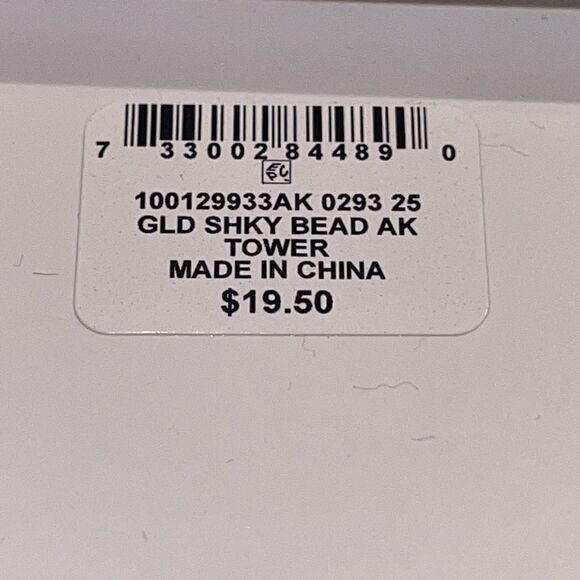 7 33002 84489 0
100129933AK 0293 25
GLD SHKY BEAD AK
TOWER
MADE IN CHINA
$19.50